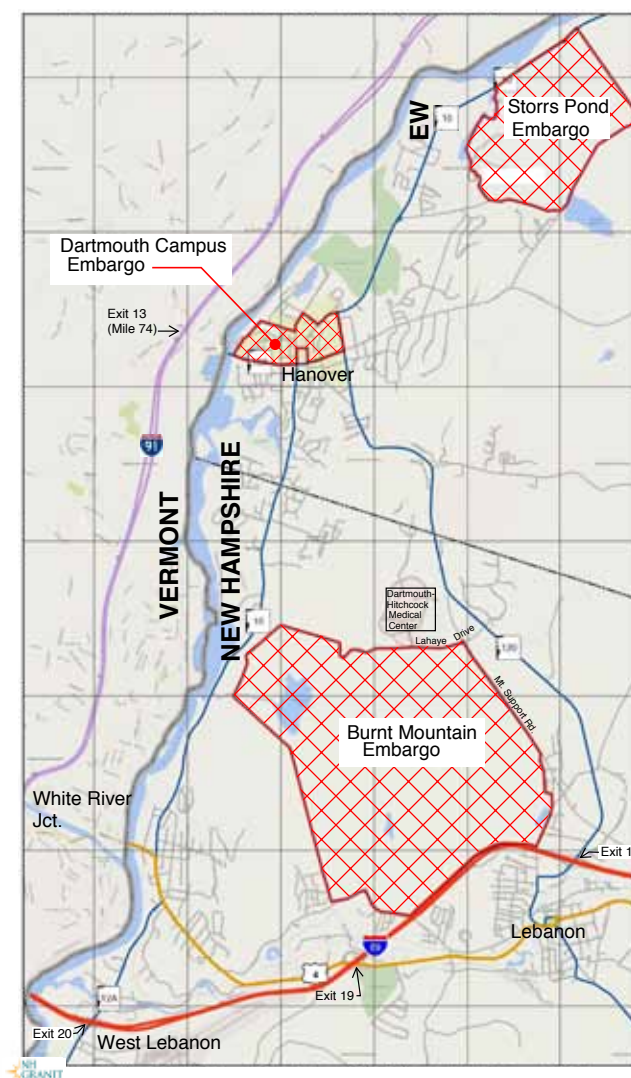 10
EW
Storrs Pond
Embargo
Dartmouth Campus
Embargo
Exit 13
(Mile 74)
Hanover
91
VERMONT
NEW HAMPSHIRE
Dartmouth-
Hitchcock
Medical
Center
Lahaye Drive
10
120
Mt. Support Rd
Burnt Mountain
Embargo
White River
Jct.
Exit 1
Lebanon
89
4
Exit 19
12A
Exit 20
West Lebanon
NH
GRANIT